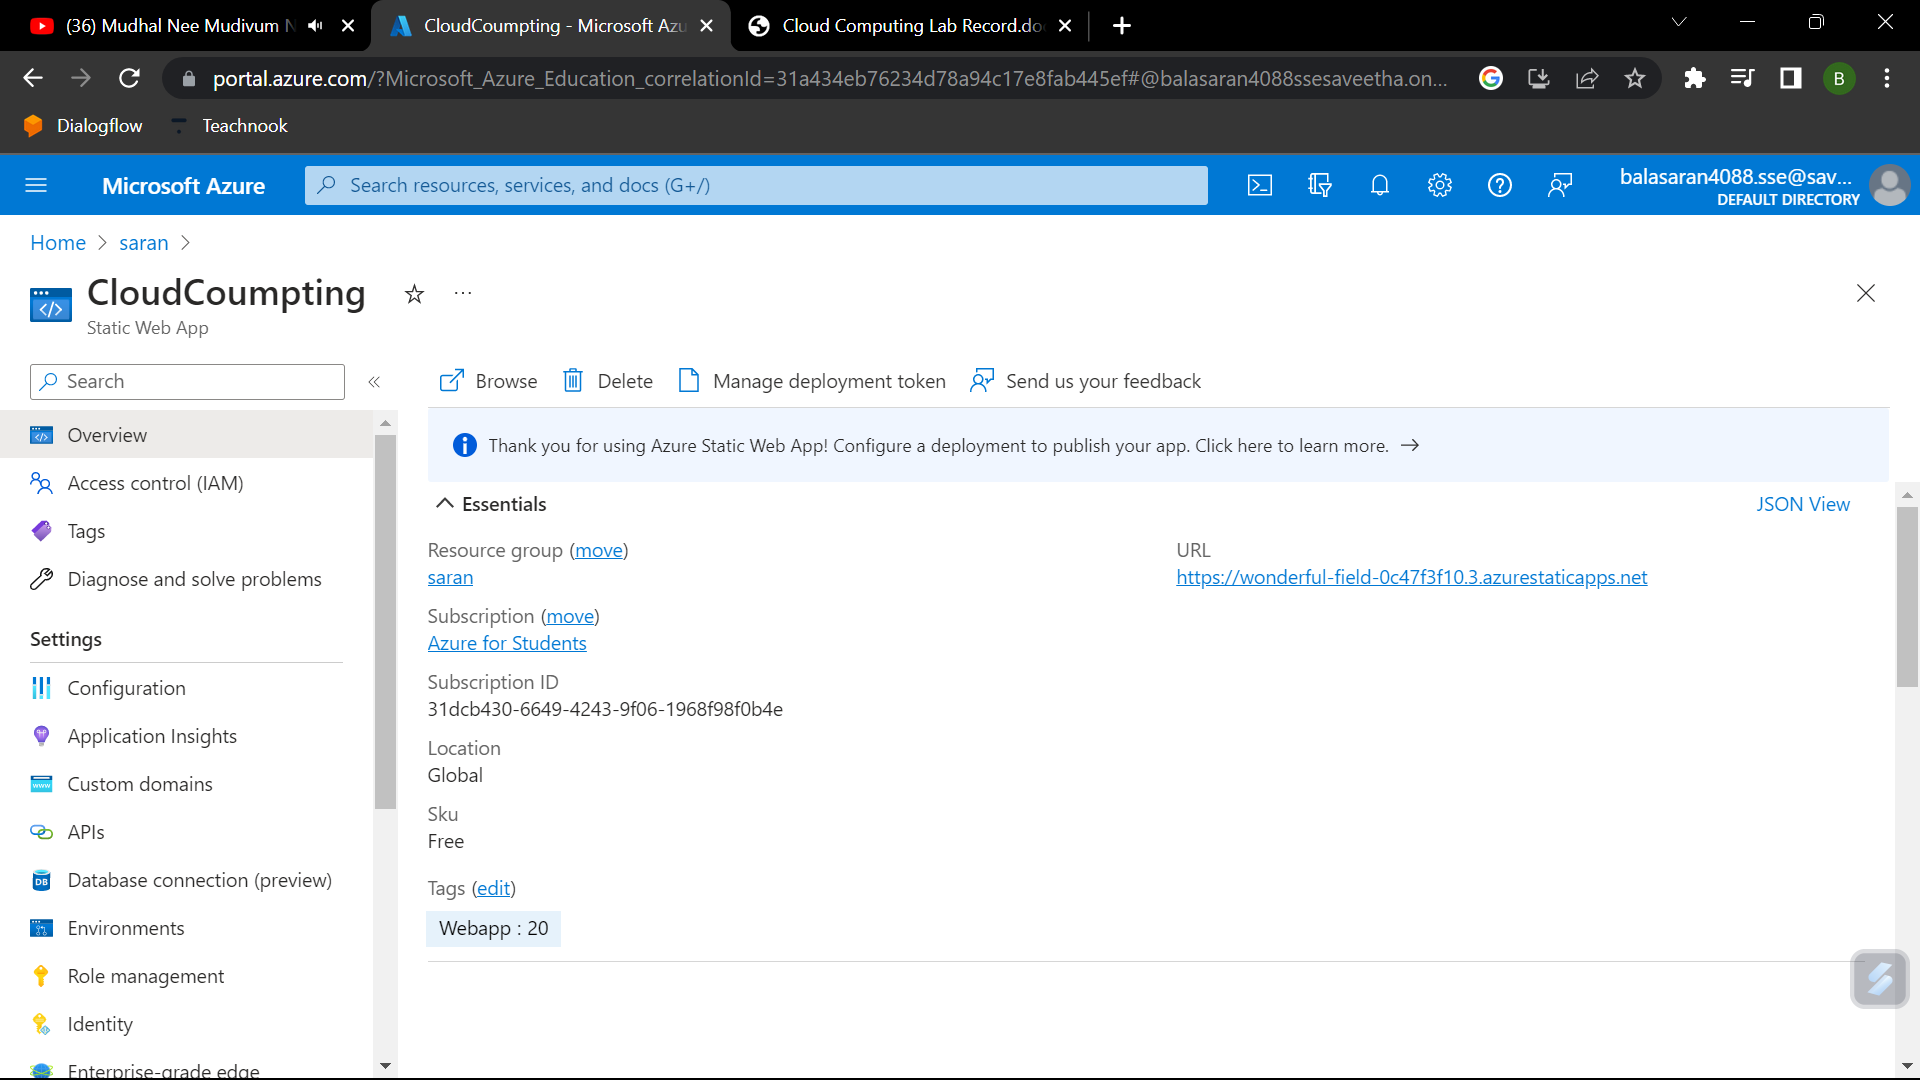 (36) Mudhal Nee Mudivum N
CloudCoumpting - Microsoft Azu
Cloud Computing Lab Record.do
portal.azure.com/?Microsoft_Azure_Education_correlationId=31a434eb76234d78a94c17e8fab445ef#@balasaran4088ssesaveetha.on...
B
Dialogflow
Teachnook
Microsoft Azure
Search resources, services, and docs (G+/)
balasaran4088.sse@sav...
DEFAULT DIRECTORY
Home > saran >
CloudCoumpting
Static Web App
Search
Browse
Delete
Manage deployment token
Send us your feedback
Overview
Access control (IAM)
Tags
Diagnose and solve problems
Settings
Configuration
Application Insights
Custom domains
APIs
Database connection (preview)
Environments
Role management
Identity
Enterprise-grade edge
Thank you for using Azure Static Web App! Configure a deployment to publish your app. Click here to learn more. →
Essentials
JSON View
Resource group (move)
saran
Subscription (move)
Azure for Students
Subscription ID
31dcb430-6649-4243-9f06-1968f98f0b4e
Location
Global
Sku
Free
Tags (edit)
Webapp : 20
URL
https://wonderful-field-0c47f3f10.3.azurestaticapps.net